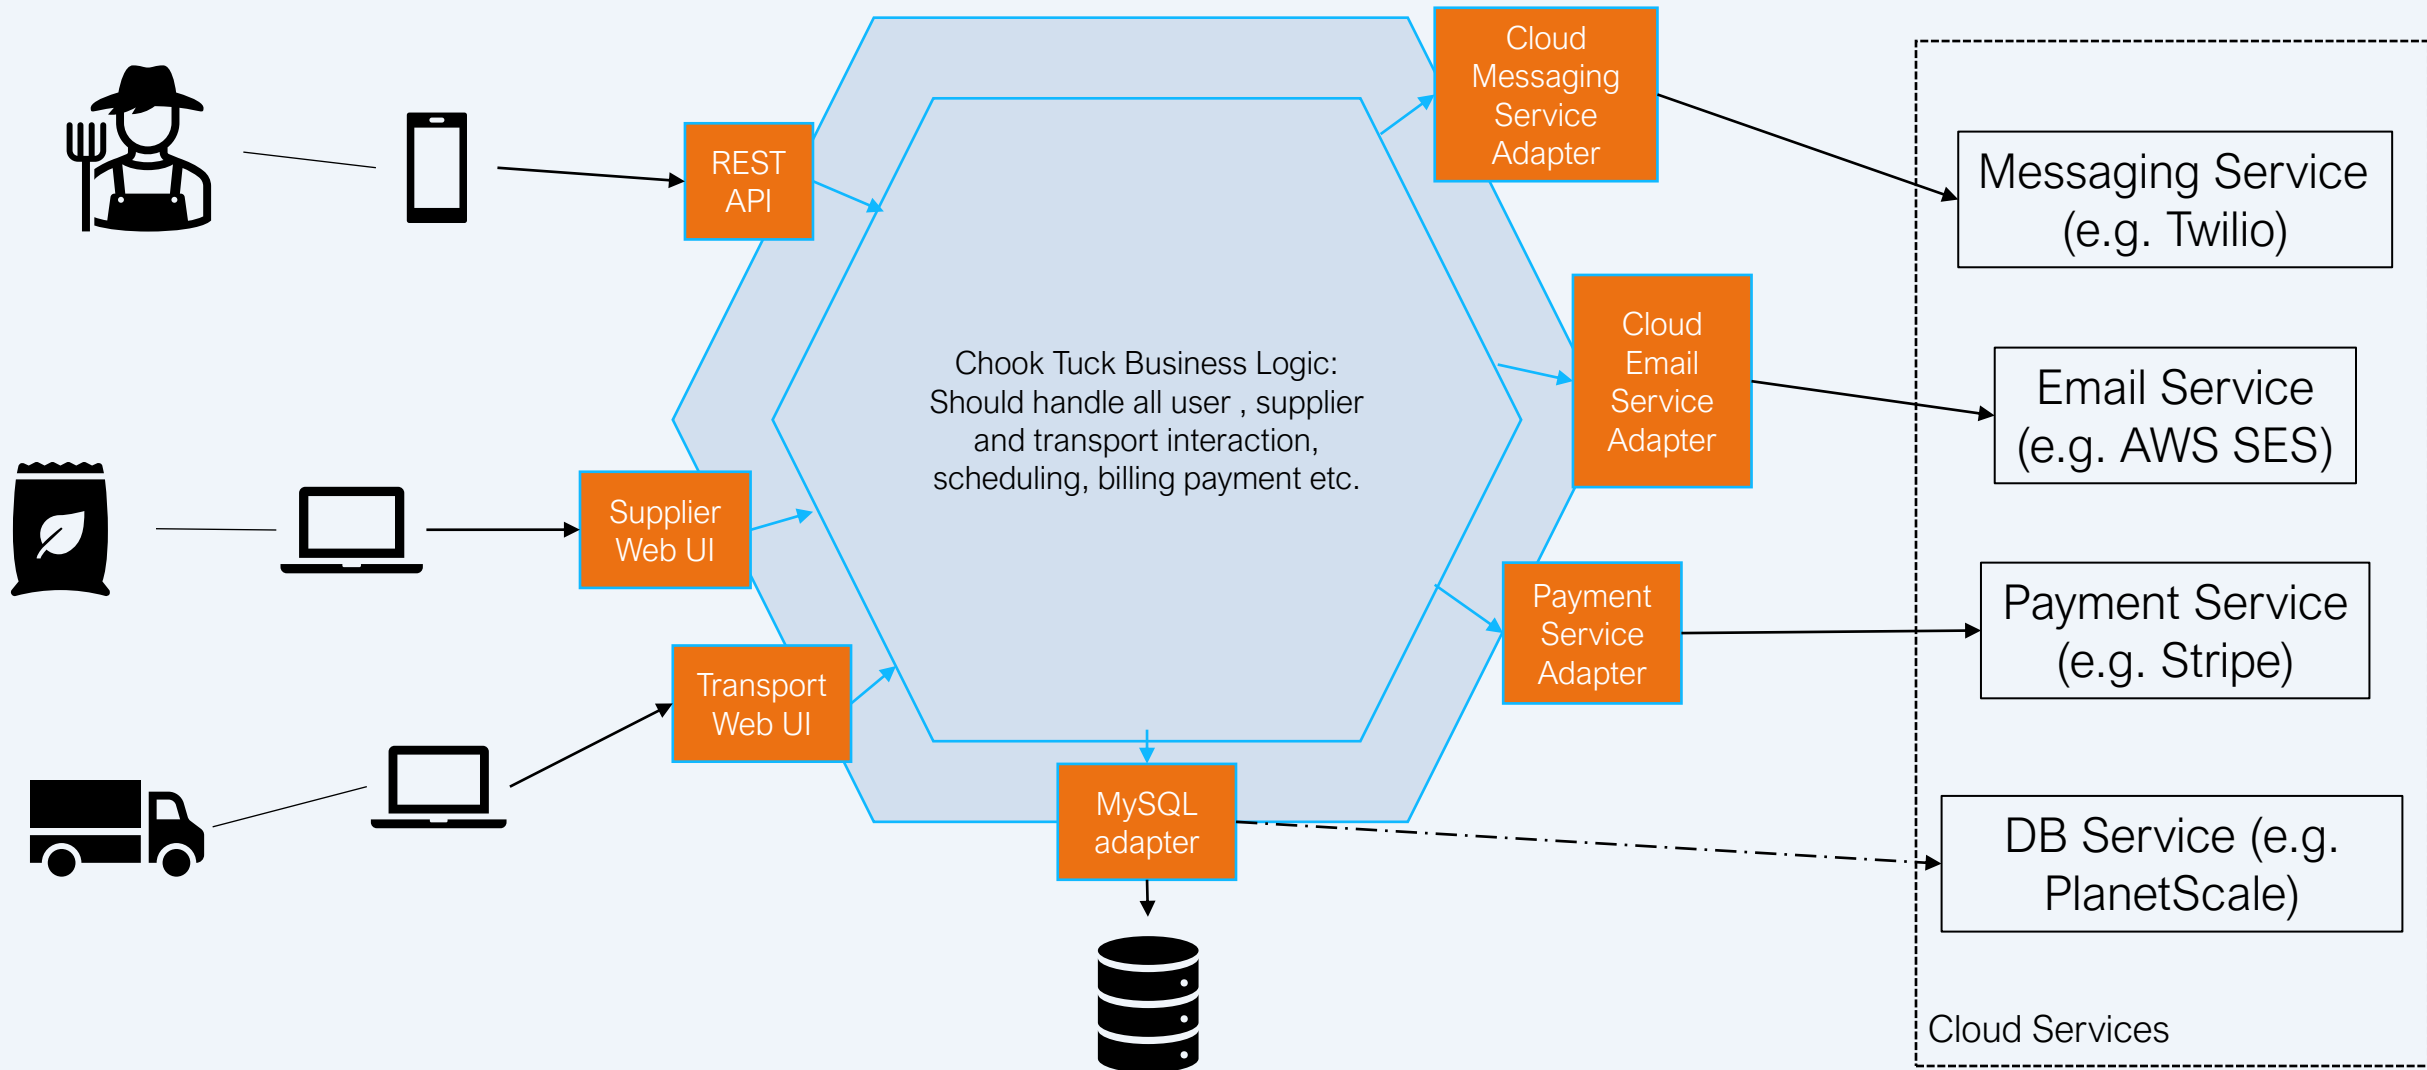 Cloud
Messaging
Service
Adapter
REST
API
Messaging Service
(e.g. Twilio)
Cloud
Email
Service
Adapter
Chook Tuck Business Logic:
Should handle all user , supplier
and transport interaction,
scheduling, billing payment etc.
Email Service
(e.g. AWS SES)
Supplier
Web UI
Payment
Service
Adapter
Payment Service
(e.g. Stripe)
Transport
Web UI
MySQL
adapter
DB Service (e.g.
PlanetScale)
Cloud Services